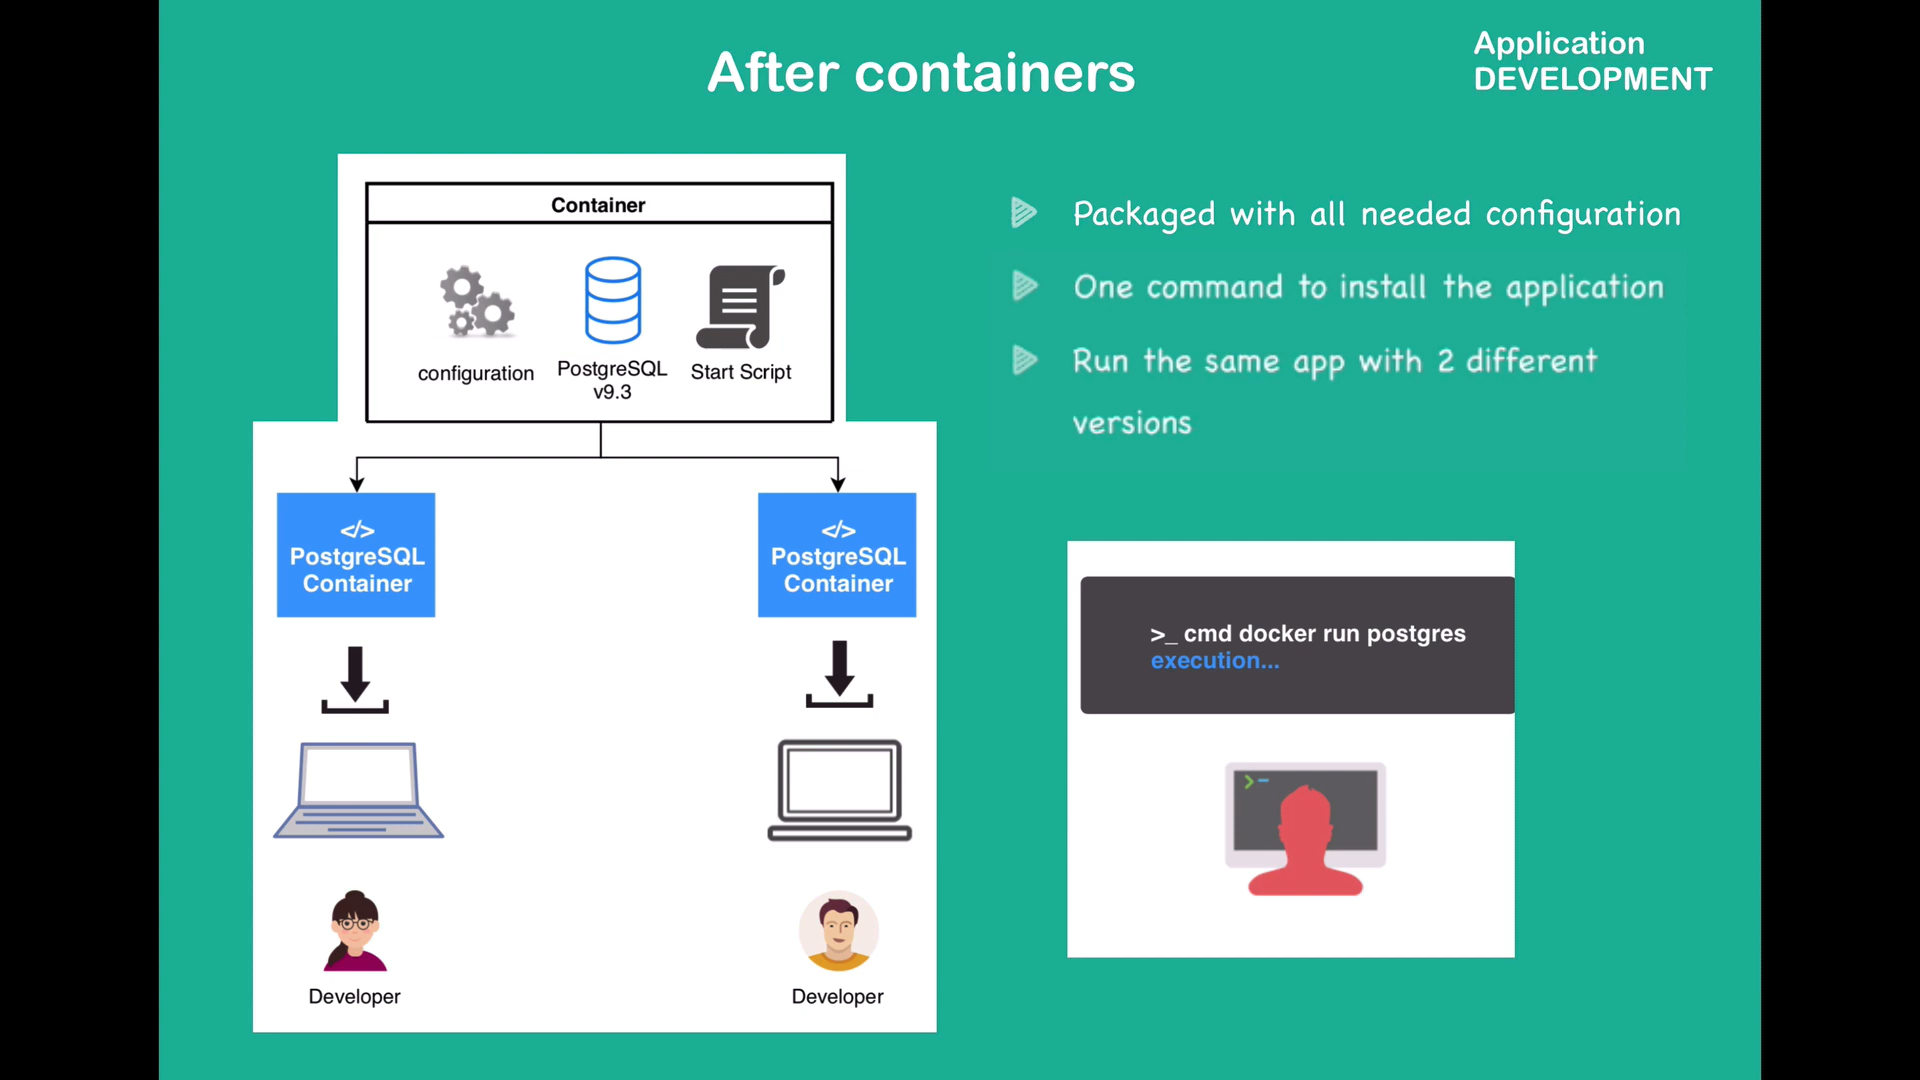 After containers
Application
DEVELOPMENT
Container
configuration
PostgreSQL
v9.3
Start Script
</>
PostgreSQL
Container
</>
PostgreSQL
Container
Developer
Developer
Packaged with all needed configuration
One command to install the application
Run the same app with 2 different
versions
>_ cmd docker run postgres
execution...